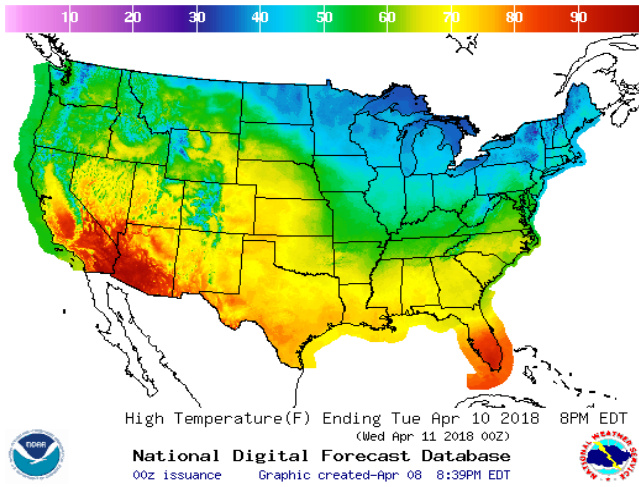 10 20 30 40 50 60 70 80 90
High Temperature(F) Ending Tue Apr 10 2018 8PM EDT
(Wed Apr 11 2018 00Z)
National Digital Forecast Database
00z issuance Graphic created-Apr 08 8:39PM EDT
NOAA
NATIONAL WEATHER SERVICE